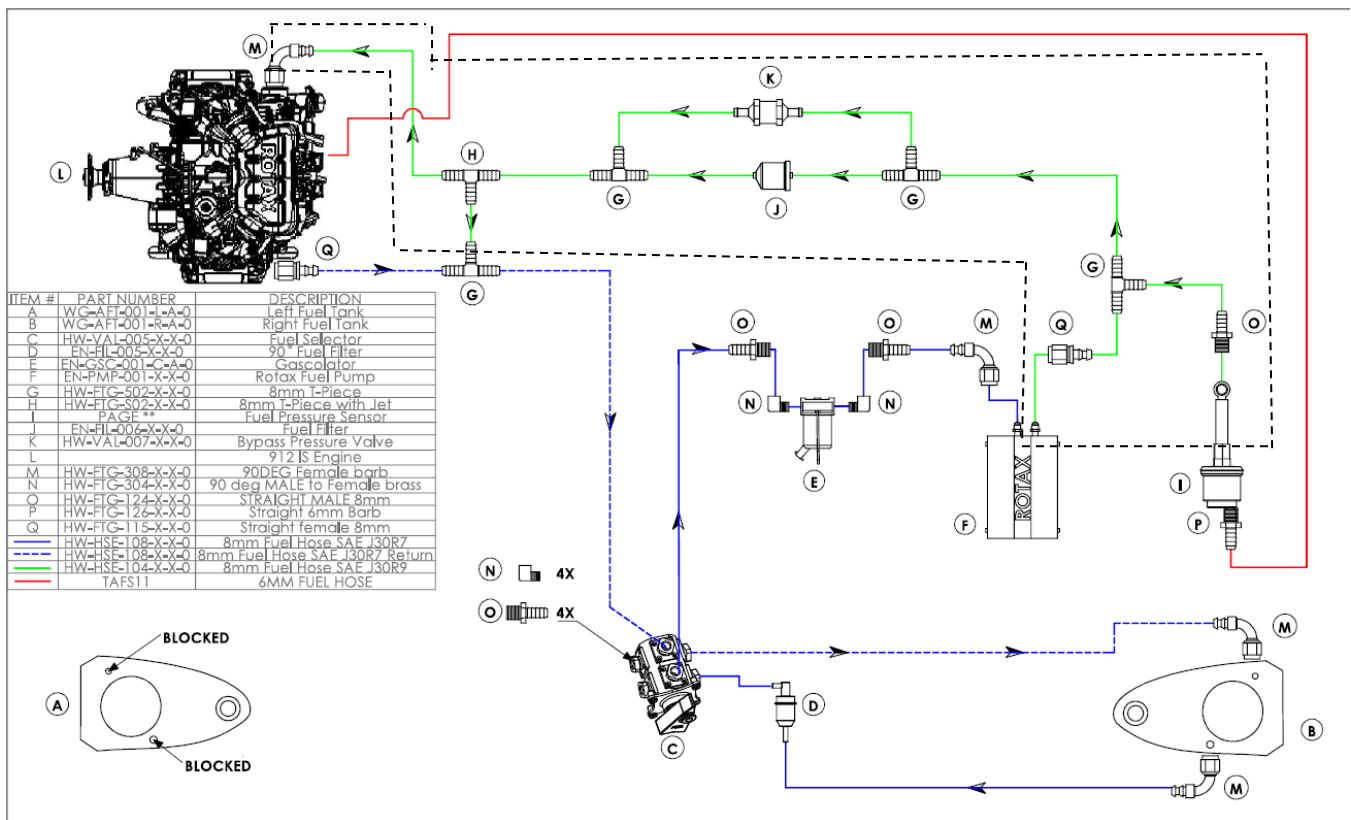 M
K
L
H
G
J
G
ROTAX
Q
G
G
Q
O
O
O
M
N
N
E
ROTAX
F
I
P
ITEM # PART NUMBER DESCRIPTION
A WG-AFT-001-L-A-0 Left Fuel Tank
B WG-AFT-001-R-A-0 Right Fuel Tank
C HW-VAL-005-X-X-0 Fuel Selector
D EN-FIL-005-X-X-0 90° Fuel Filter
E EN-GSC-001-C-A-0 Gascolator
F EN-PMP-001-X-X-0 Rotax Fuel Pump
G HW-FTG-502-X-X-0 8mm T-Piece
H HW-FTG-S02-X-X-0 8mm T-Piece with Jet
I PAGE ** Fuel Pressure Sensor
J EN-FIL-006-X-X-0 Fuel Filter
K HW-VAL-007-X-X-0 Bypass Pressure Valve
L 912 IS Engine
M HW-FTG-308-X-X-0 90DEG Female barb
N HW-FTG-304-X-X-0 90 deg MALE to Female brass
O HW-FTG-124-X-X-0 STRAIGHT MALE 8mm
P HW-FTG-126-X-X-0 Straight 6mm Barb
Q HW-FTG-115-X-X-0 Straight female 8mm
HW-HSE-108-X-X-0 8mm Fuel Hose SAE J30R7
HW-HSE-108-X-X-0 8mm Fuel Hose SAE J30R7 Return
HW-HSE-104-X-X-0 8mm Fuel Hose SAE J30R9
TAFS11 6MM FUEL HOSE
N 4X
O 4X
BLOCKED
A
BLOCKED
C
D
M
B
M